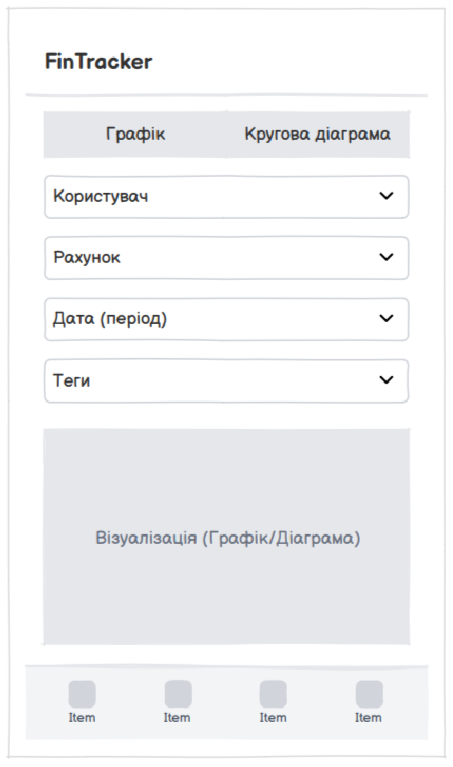 FinTracker
Графік Кругова діаграма
Користувач
Рахунок
Дата (період)
Теги
Візуалізація (Графік/Діаграма)
Item Item Item Item